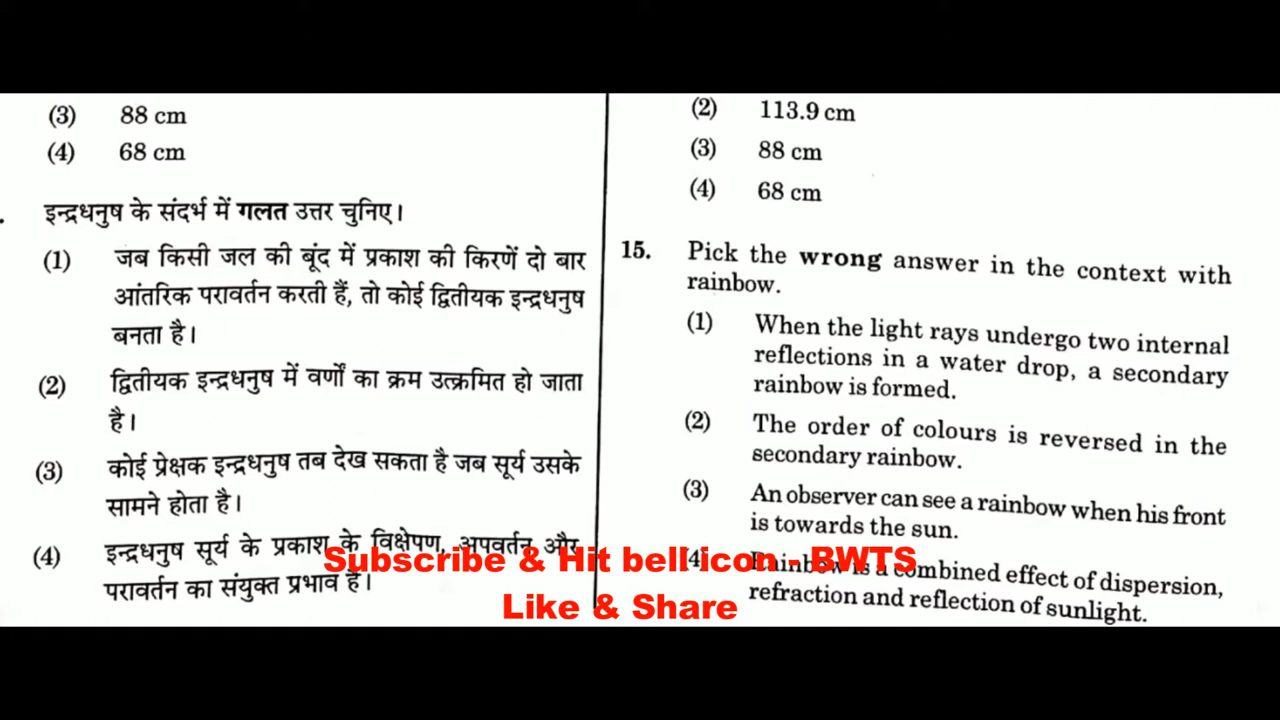 (3) 88 cm
(4) 68 cm
इन्द्रधनुष के संदर्भ में गलत उत्तर चुनिए।
(1) जब किसी जल की बूंद में प्रकाश की किरणें दो बार
आंतरिक परावर्तन करती हैं, तो कोई द्वितीयक इन्द्रधनुष
बनता है।
(2) द्वितीयक इन्द्रधनुष में वर्णों का क्रम उत्क्रमित हो जाता
है।
(3) कोई प्रेक्षक इन्द्रधनुष तब देख सकता है जब सूर्य उसके
सामने होता है।
(4) इन्द्रधनुष सूर्य के प्रकाश के विक्षेपण, अपवर्तन और
परावर्तन का संयुक्त प्रभाव है।
(2) 113.9 cm
(3) 88 cm
(4) 68 cm
15. Pick the wrong answer in the context with
rainbow.
(1) When the light rays undergo two internal
reflections in a water drop, a secondary
rainbow is formed.
(2) The order of colours is reversed in the
secondary rainbow.
(3) An observer can see a rainbow when his front
is towards the sun.
(4) Rainbow is a combined effect of dispersion,
refraction and reflection of sunlight.
Subscribe & Hit bell icon - BWTS
Like & Share